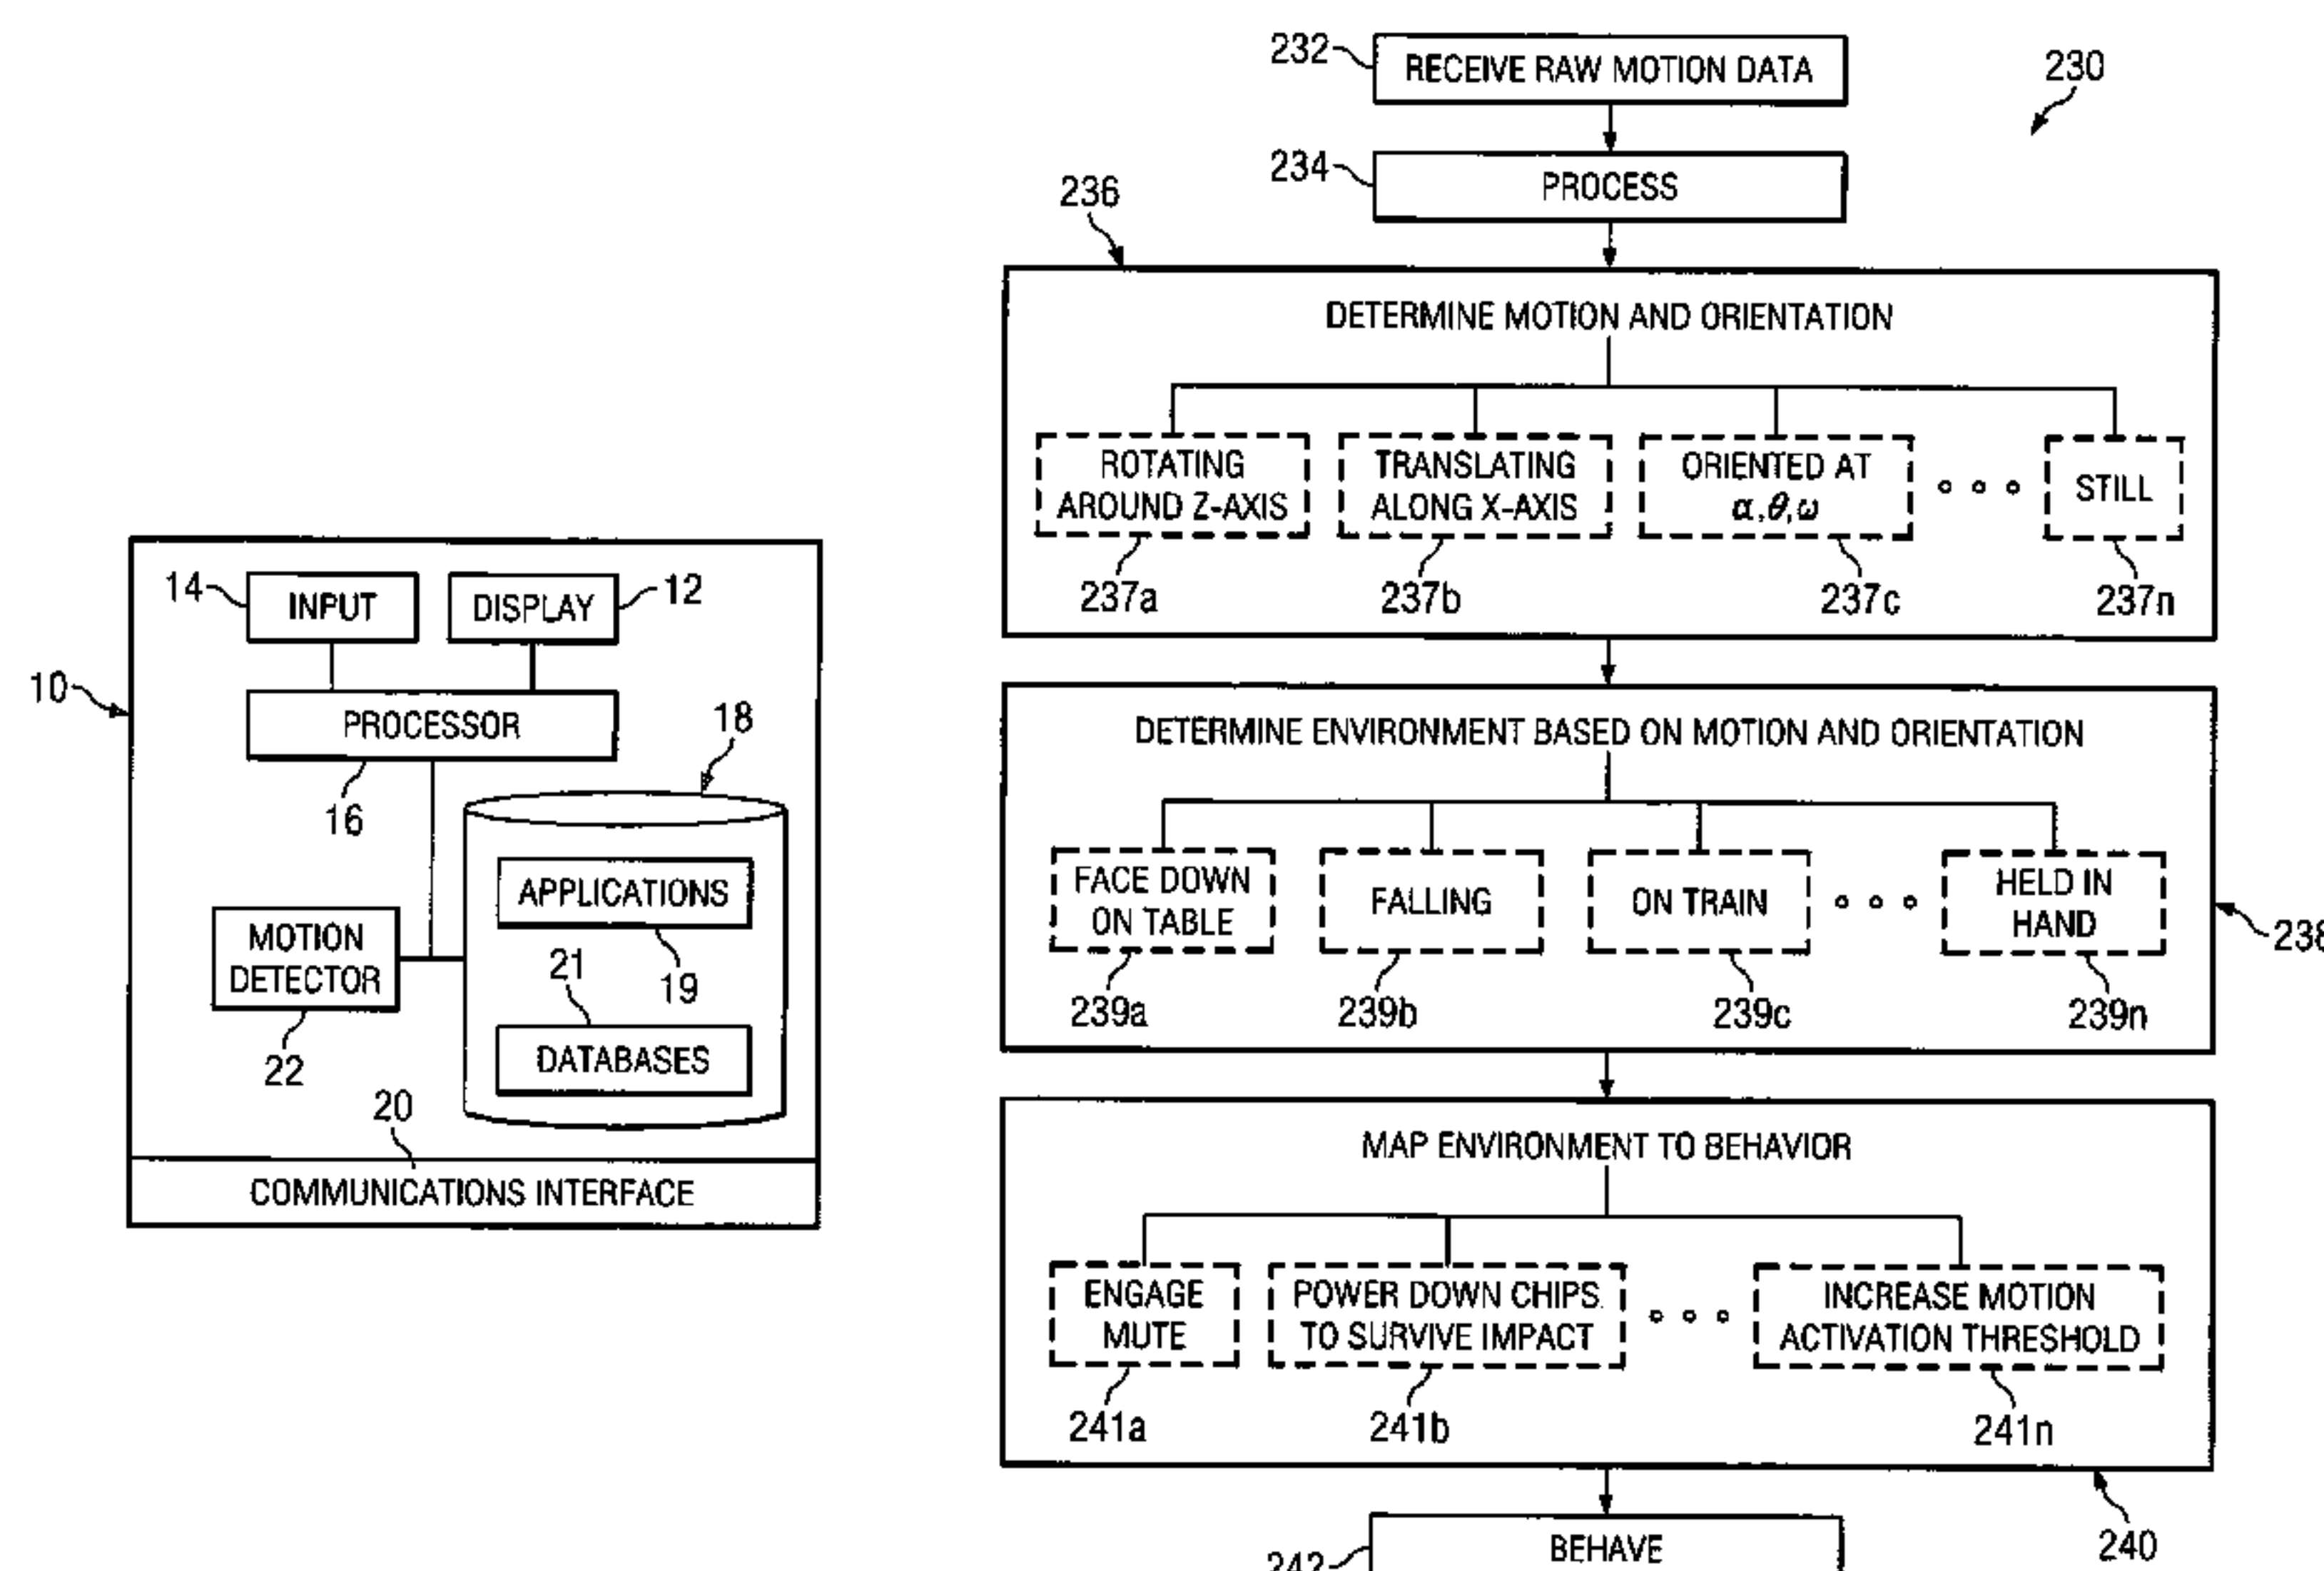 14
INPUT
DISPLAY
12
10
PROCESSOR
16
18
APPLICATIONS
19
MOTION
DETECTOR
22
21
DATABASES
20
COMMUNICATIONS INTERFACE
232
RECEIVE RAW MOTION DATA
230
234
PROCESS
236
DETERMINE MOTION AND ORIENTATION
ROTATING
AROUND Z-AXIS
TRANSLATING
ALONG X-AXIS
ORIENTED AT
α,θ,ω
STILL
237a
237b
237c
237n
DETERMINE ENVIRONMENT BASED ON MOTION AND ORIENTATION
FACE DOWN
ON TABLE
FALLING
ON TRAIN
HELD IN
HAND
238
239a
239b
239c
239n
MAP ENVIRONMENT TO BEHAVIOR
ENGAGE
MUTE
POWER DOWN CHIPS
TO SURVIVE IMPACT
INCREASE MOTION
ACTIVATION THRESHOLD
241a
241b
241n
240
242
BEHAVE